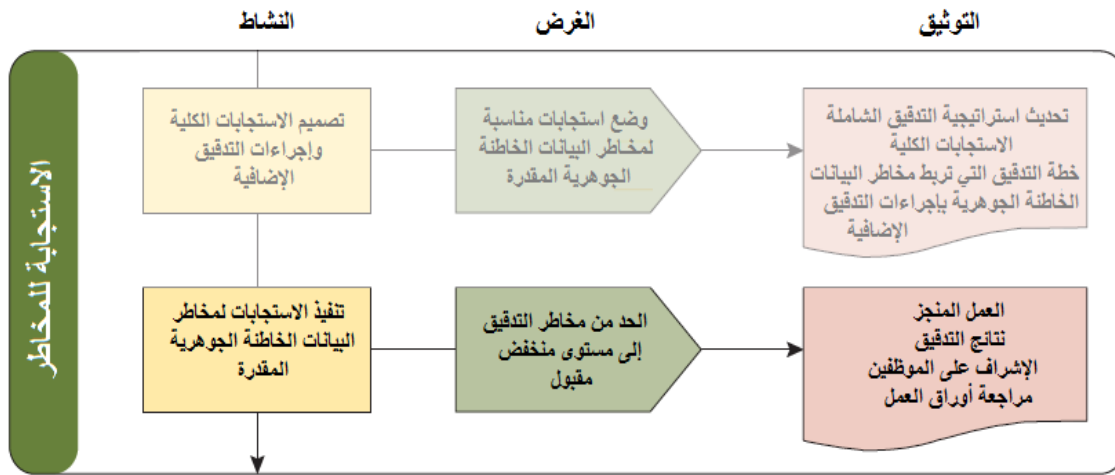 النشاط
الغرض
التوثيق
الاستجابة للمخاطر
تصميم الاستجابات الكلية
وإجراءات التدقيق
الإضافية
وضع استجابات مناسبة
لمخاطر البيانات الخاطئة
الجوهرية المقدرة
تحديث استراتيجية التدقيق الشاملة
الاستجابات الكلية
خطة التدقيق التي تربط مخاطر البيانات
الخاطئة الجوهرية بإجراءات التدقيق
الإضافية
تنفيذ الاستجابات لمخاطر
البيانات الخاطئة الجوهرية
المقدرة
الحد من مخاطر التدقيق
إلى مستوى منخفض
مقبول
العمل المنجز
نتائج التدقيق
الإشراف على الموظفين
مراجعة أوراق العمل